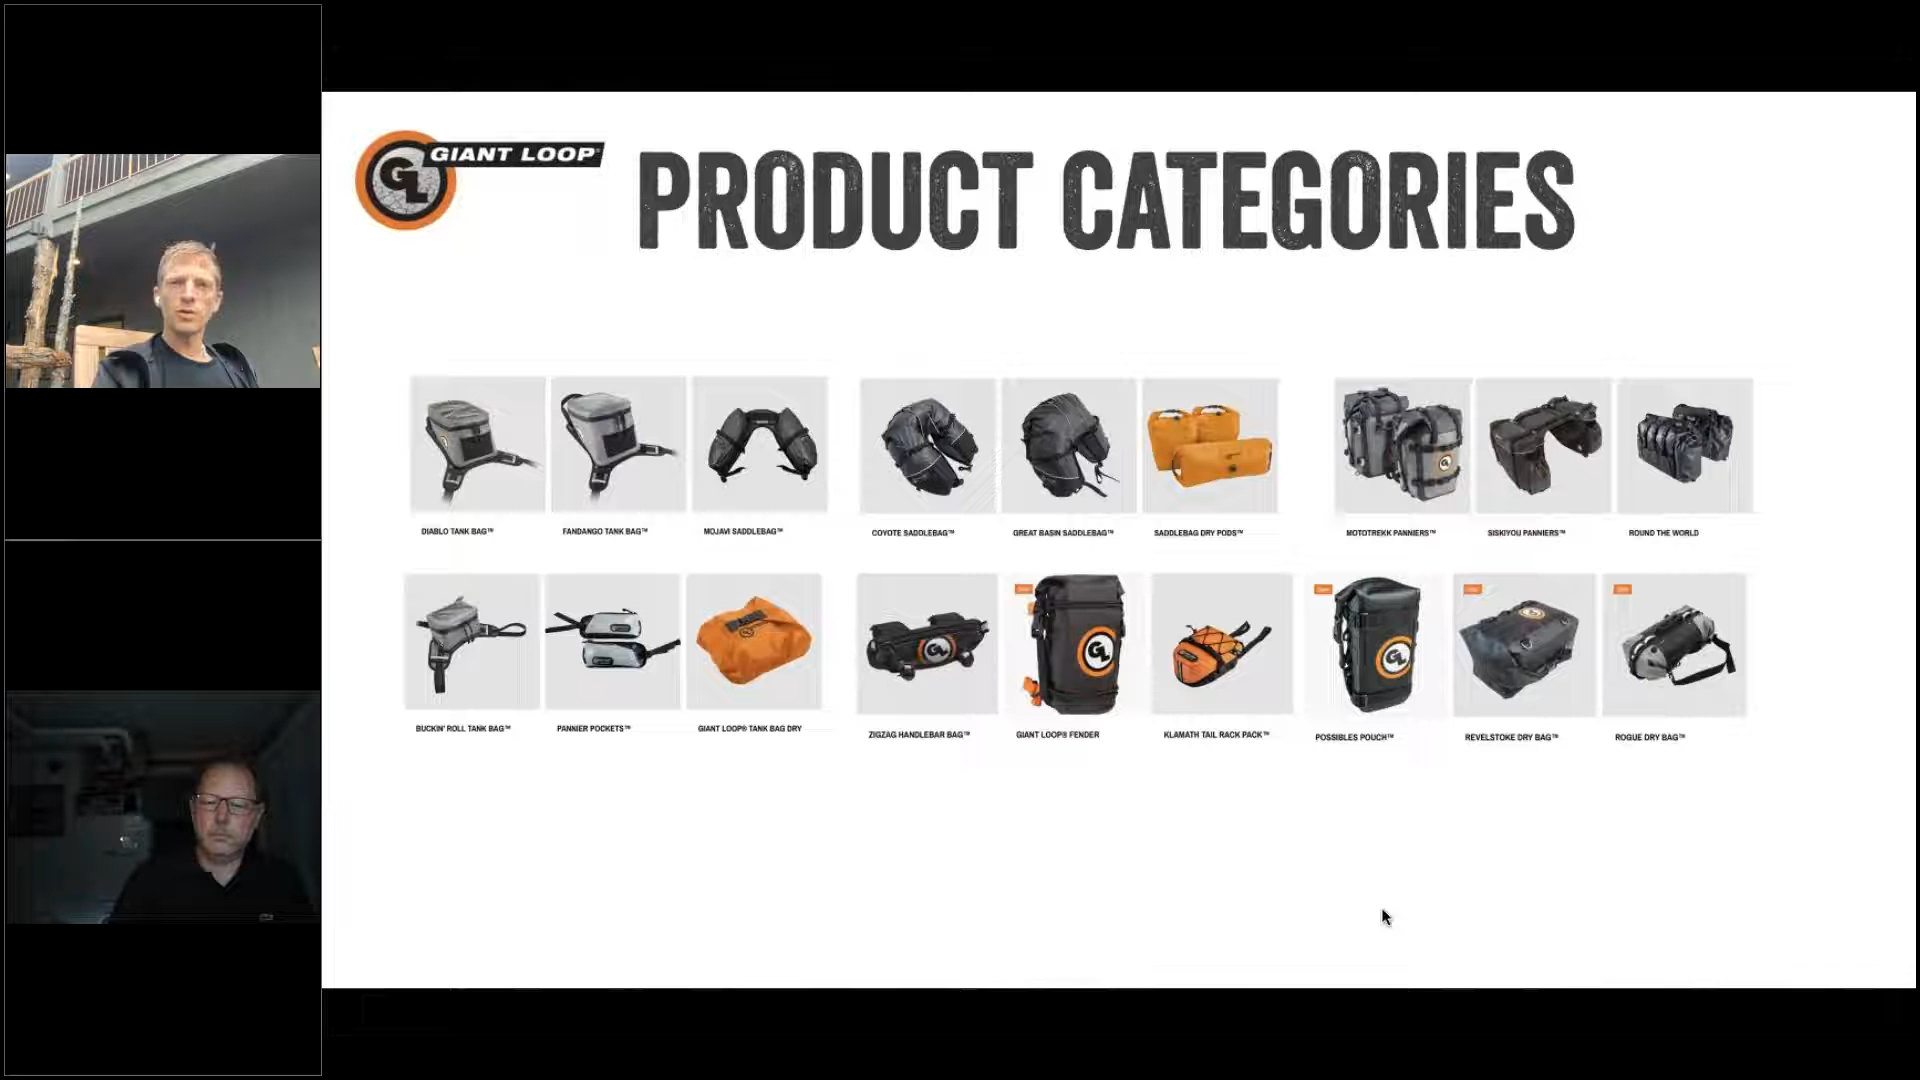 GL GIANT LOOP®
PRODUCT CATEGORIES
DIABLO TANK BAG™
FANDANGO TANK BAG™
MOJAVI SADDLEBAG™
COYOTE SADDLEBAG™
GREAT BASIN SADDLEBAG™
SADDLEBAG DRY PODS™
MOTOTREKK PANNIERS™
SISKIYOU PANNIERS™
ROUND THE WORLD
BUCKIN' ROLL TANK BAG™
PANNIER POCKETS™
GIANT LOOP® TANK BAG DRY
ZIGZAG HANDLEBAR BAG™
GIANT LOOP® FENDER
KLAMATH TAIL RACK PACK™
POSSIBLES POUCH™
REVELSTOKE DRY BAG™
ROGUE DRY BAG™